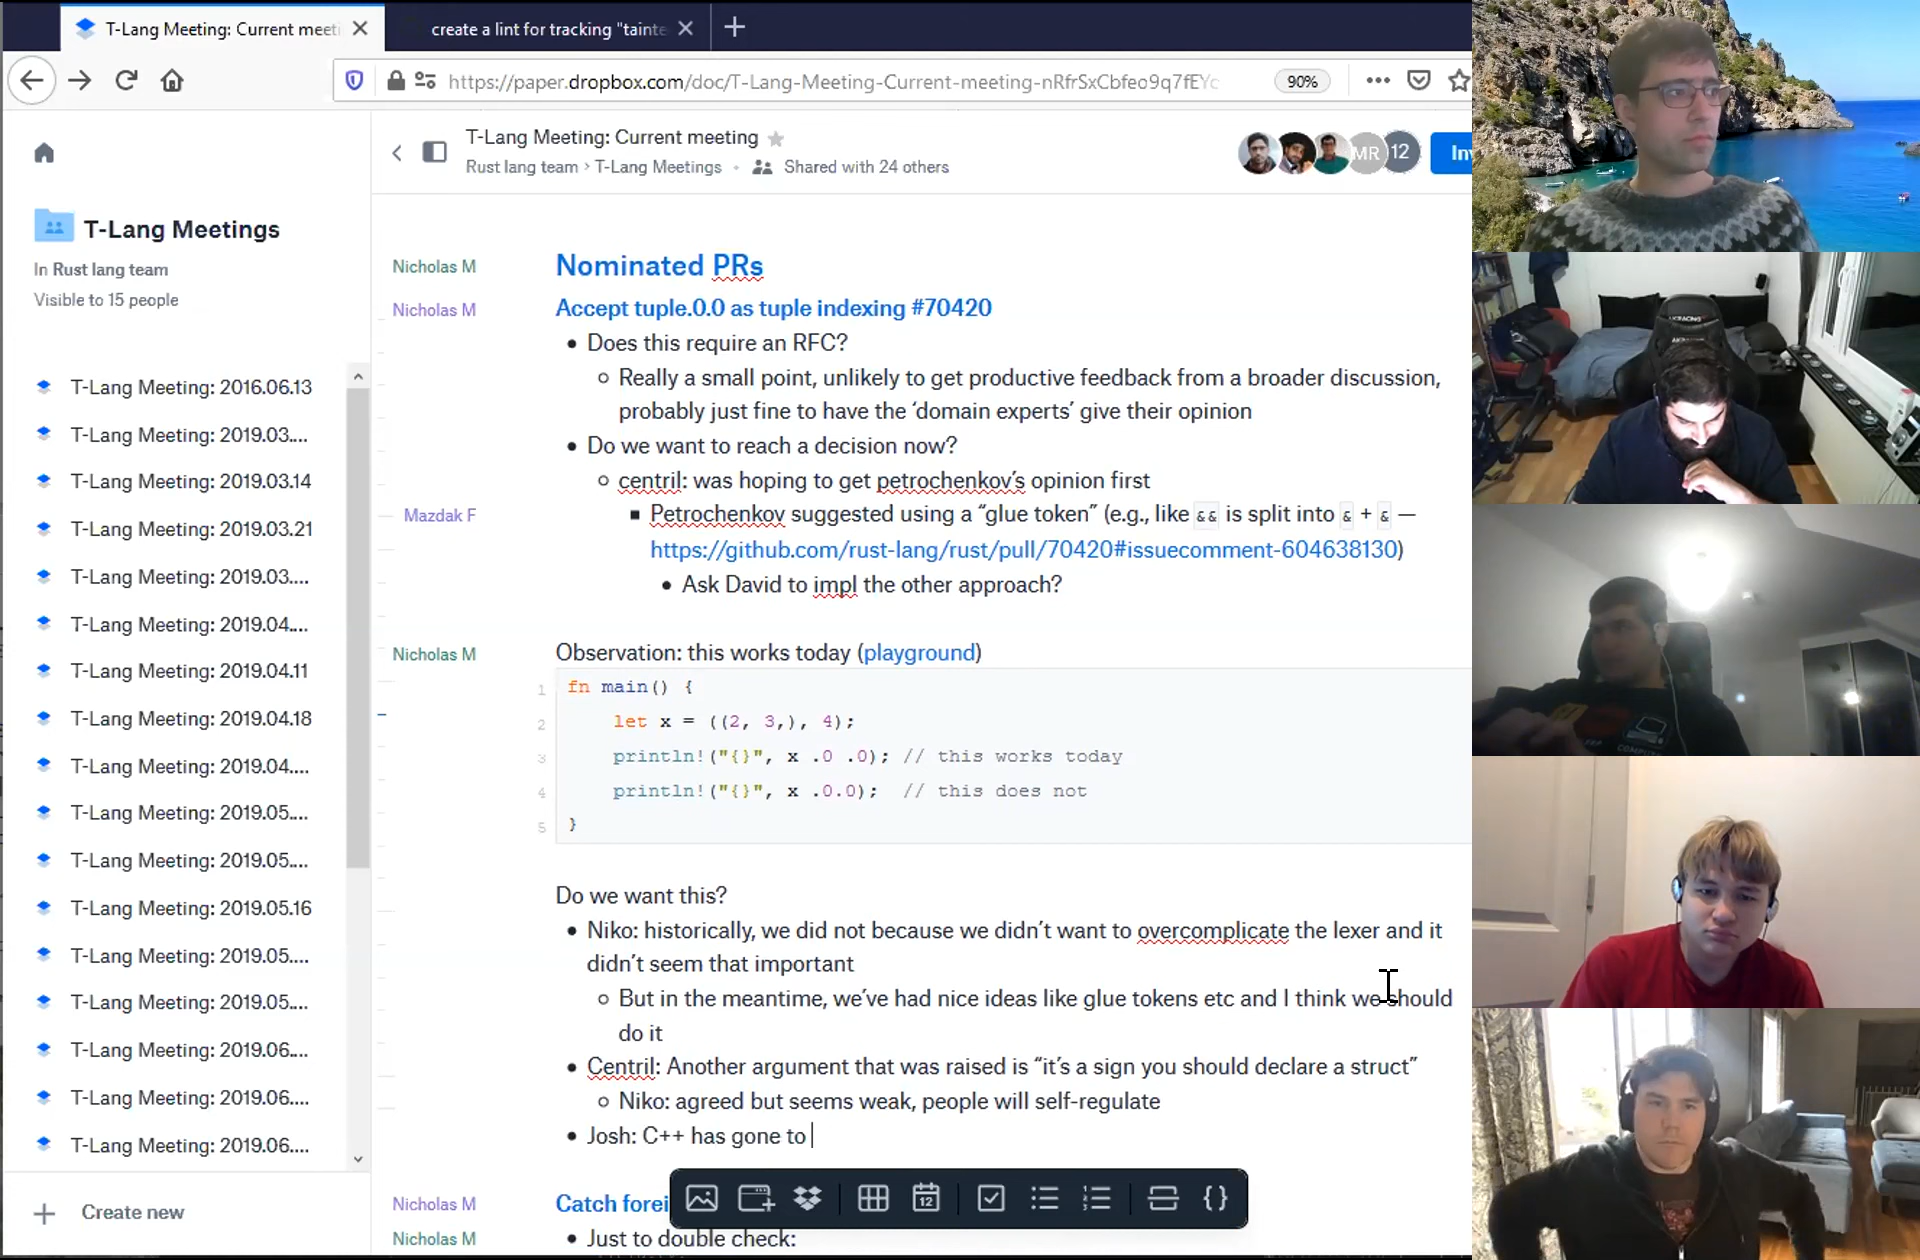 T-Lang Meeting: Current meeti
create a lint for tracking "tainte
https://paper.dropbox.com/doc/T-Lang-Meeting-Current-meeting-nRfrSxCbfeo9q7fEYc
90%
T-Lang Meeting: Current meeting
Rust lang team › T-Lang Meetings • Shared with 24 others
MR 12
Inv
T-Lang Meetings
In Rust lang team
Visible to 15 people
T-Lang Meeting: 2016.06.13
T-Lang Meeting: 2019.03....
T-Lang Meeting: 2019.03.14
T-Lang Meeting: 2019.03.21
T-Lang Meeting: 2019.03....
T-Lang Meeting: 2019.04....
T-Lang Meeting: 2019.04.11
T-Lang Meeting: 2019.04.18
T-Lang Meeting: 2019.04....
T-Lang Meeting: 2019.05....
T-Lang Meeting: 2019.05....
T-Lang Meeting: 2019.05.16
T-Lang Meeting: 2019.05....
T-Lang Meeting: 2019.05....
T-Lang Meeting: 2019.06....
T-Lang Meeting: 2019.06....
T-Lang Meeting: 2019.06....
Create new
Nicholas M
Nominated PRs
Nicholas M
Accept tuple.0.0 as tuple indexing #70420
• Does this require an RFC?
○ Really a small point, unlikely to get productive feedback from a broader discussion,
probably just fine to have the ‘domain experts’ give their opinion
• Do we want to reach a decision now?
○ centril: was hoping to get petrochenkov’s opinion first
Mazdak F
■ Petrochenkov suggested using a “glue token” (e.g., like && is split into & + & —
https://github.com/rust-lang/rust/pull/70420#issuecomment-604638130)
• Ask David to impl the other approach?
Nicholas M
Observation: this works today (playground)
1 fn main() {
2 let x = ((2, 3,), 4);
3 println!("{}", x .0 .0); // this works today
4 println!("{}", x .0.0); // this does not
5 }
Do we want this?
• Niko: historically, we did not because we didn’t want to overcomplicate the lexer and it
didn’t seem that important
○ But in the meantime, we’ve had nice ideas like glue tokens etc and I think we should
do it
• Centril: Another argument that was raised is “it’s a sign you should declare a struct”
○ Niko: agreed but seems weak, people will self-regulate
• Josh: C++ has gone to
12
Nicholas M
Catch forei
Nicholas M
• Just to double check: